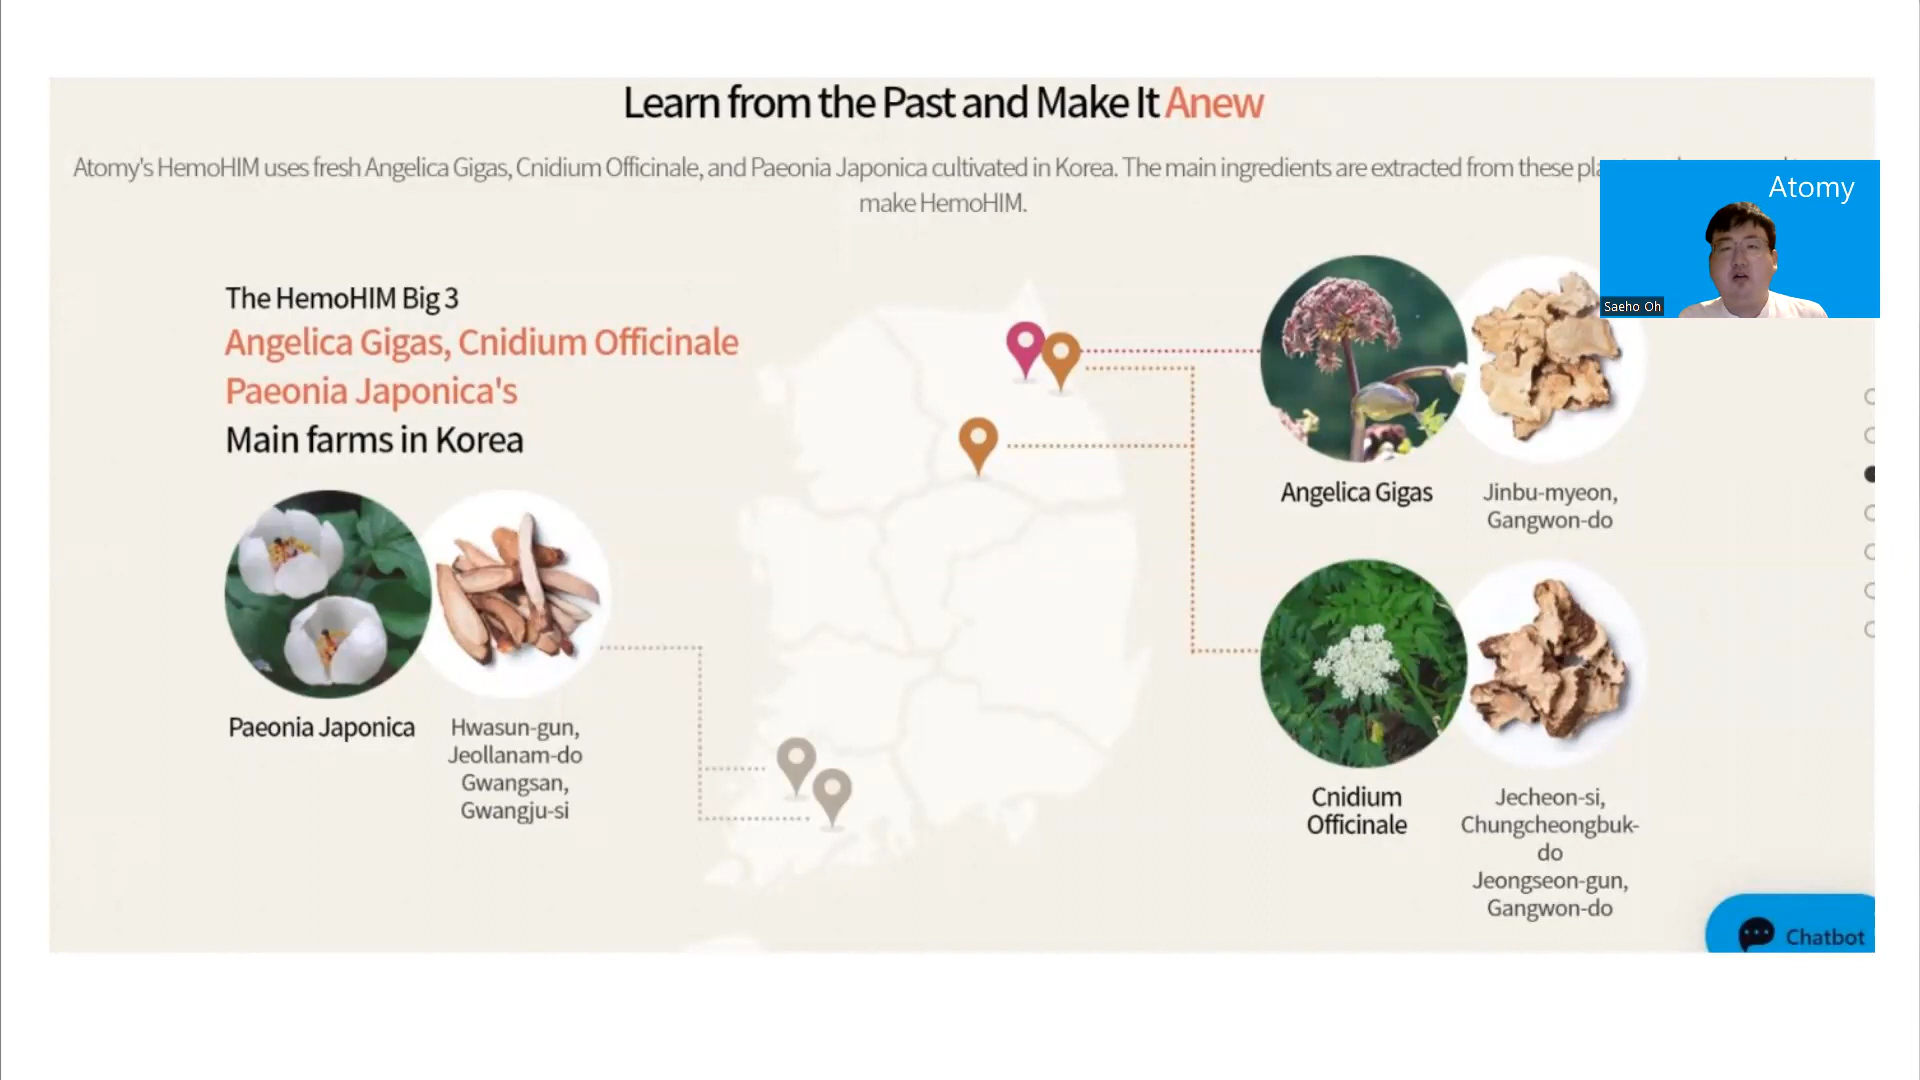 Learn from the Past and Make It Anew
Atomy's HemoHIM uses fresh Angelica Gigas, Cnidium Officinale, and Paeonia Japonica cultivated in Korea. The main ingredients are extracted from these
make HemoHIM.
Atomy
Saeho Oh
The HemoHIM Big 3
Angelica Gigas, Cnidium Officinale
Paeonia Japonica's
Main farms in Korea
Angelica Gigas
Jinbu-myeon,
Gangwon-do
Paeonia Japonica
Hwasun-gun,
Jeollanam-do
Gwangsan,
Gwangju-si
Cnidium
Officinale
Jecheon-si,
Chungcheongbuk-
do
Jeongseon-gun,
Gangwon-do
Chatbot